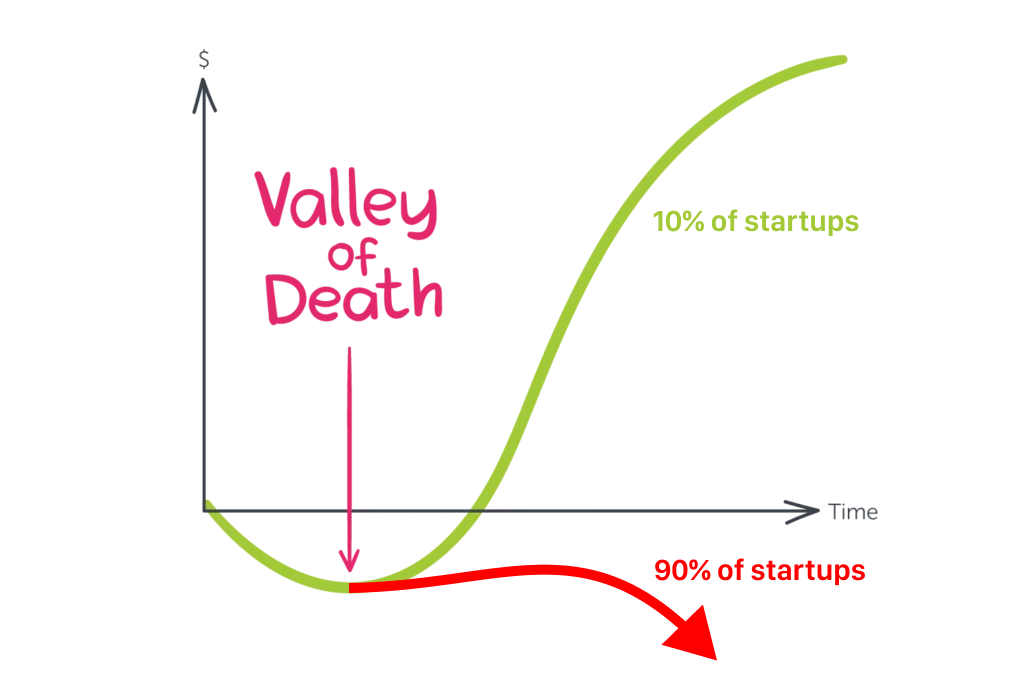 $
Valley
of
Death
10% of startups
Time
90% of startups